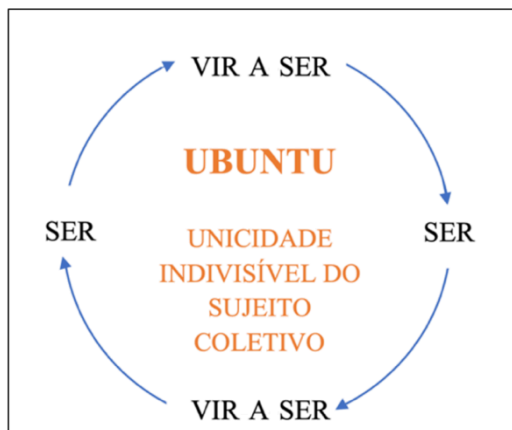 VIR A SER
UBUNTU
SER
SER
UNICIDADE
INDIVISÍVEL DO
SUJEITO
COLETIVO
VIR A SER